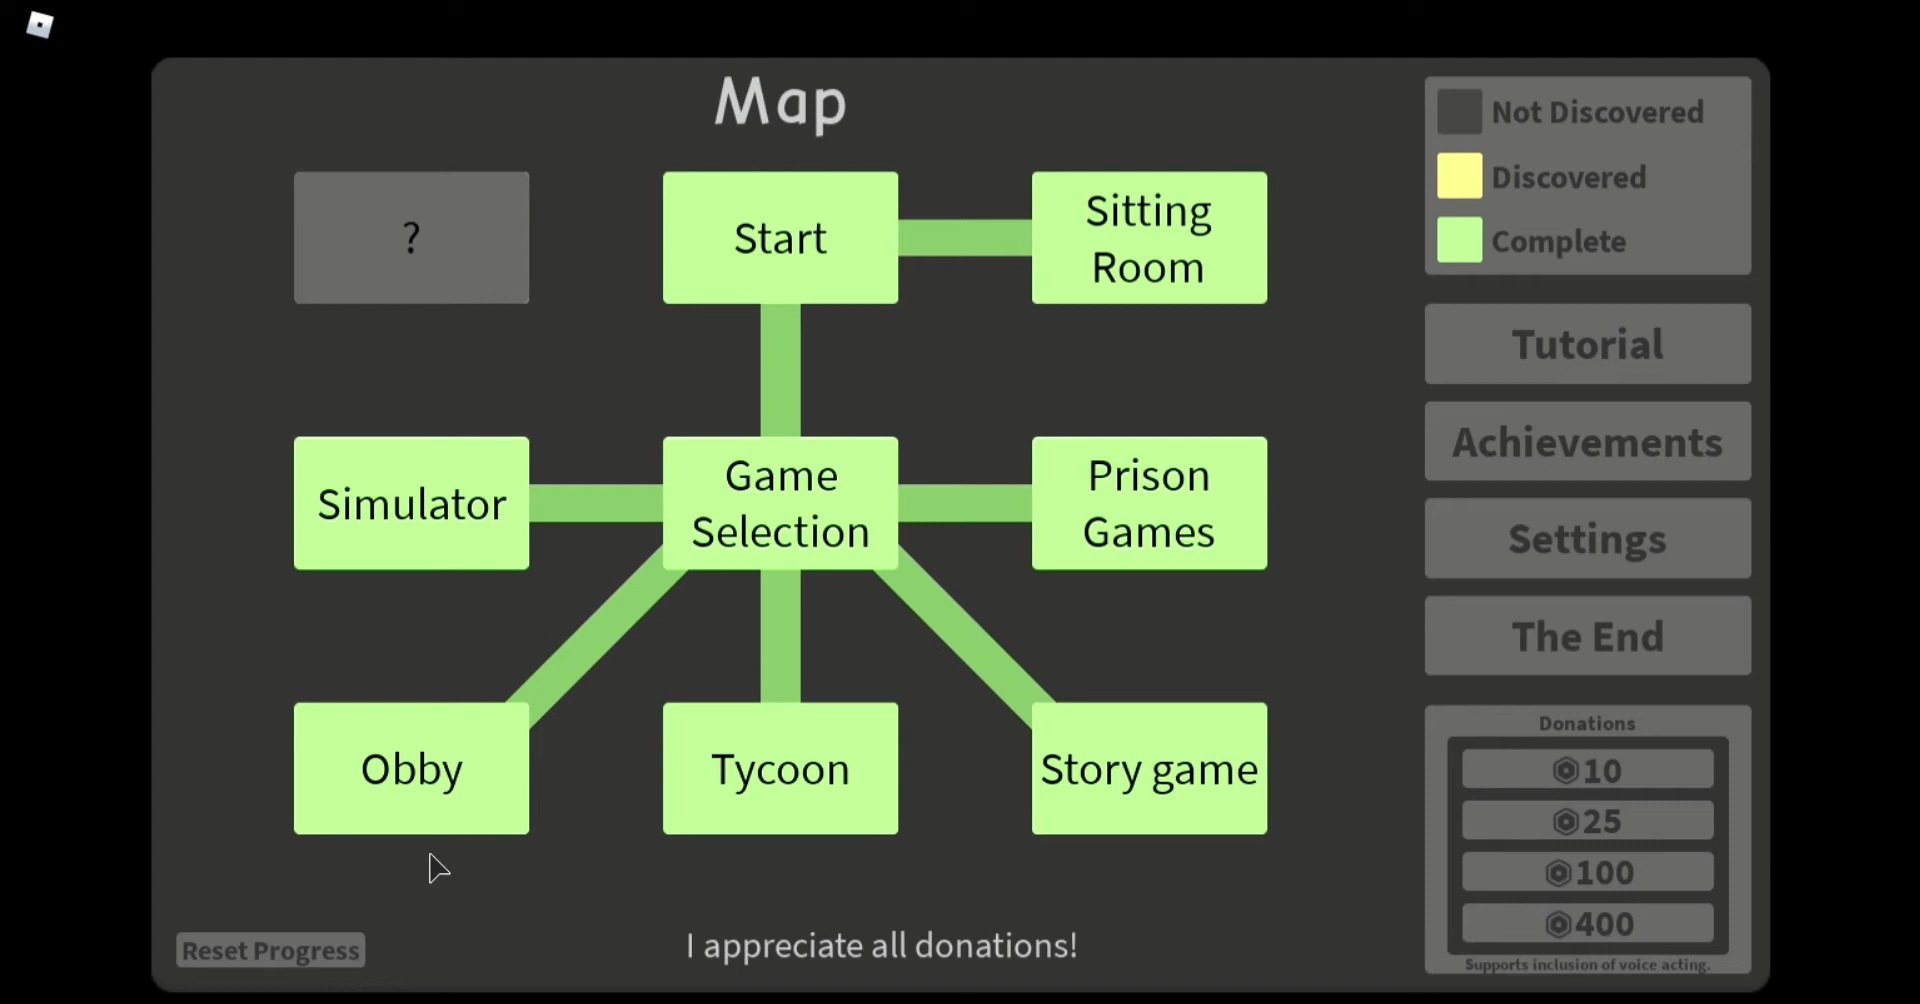 Map
?
Start
Sitting
Room
Simulator
Game
Selection
Prison
Games
Obby
Tycoon
Story game
Reset Progress
I appreciate all donations!
Not Discovered
Discovered
Complete
Tutorial
Achievements
Settings
The End
Donations
10
25
100
400
Supports inclusion of voice acting.